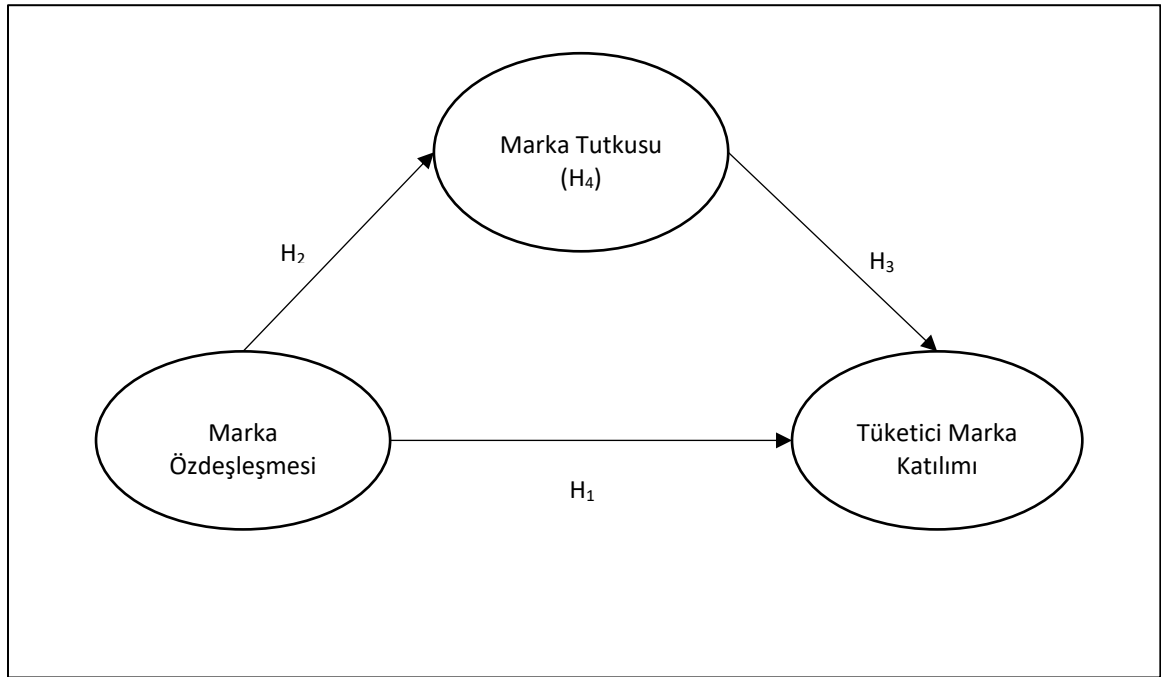 Marka Tutkusu
(H₄)
H₂
H₃
Marka
Özdeşleşmesi
Tüketici Marka
Katılımı
H₁